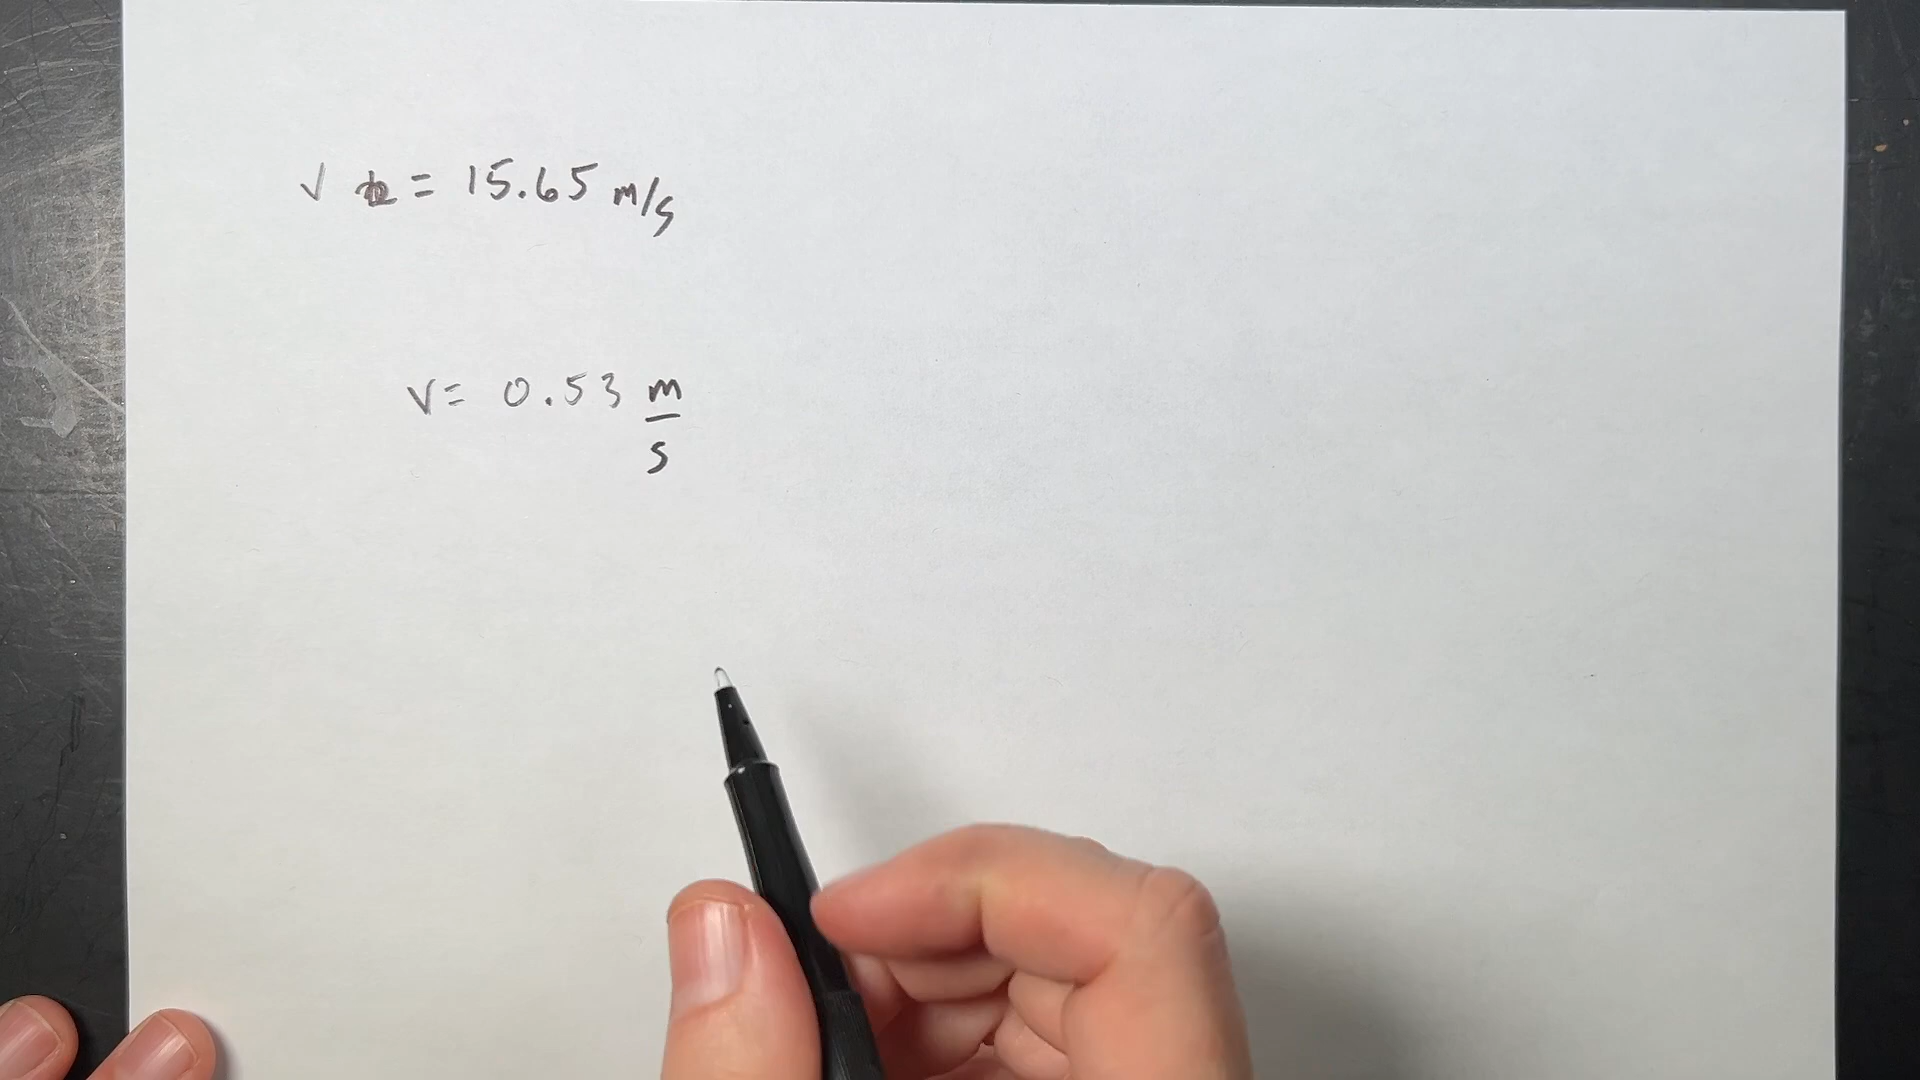 v = 15.65 m/s
v = 0.53 m/s